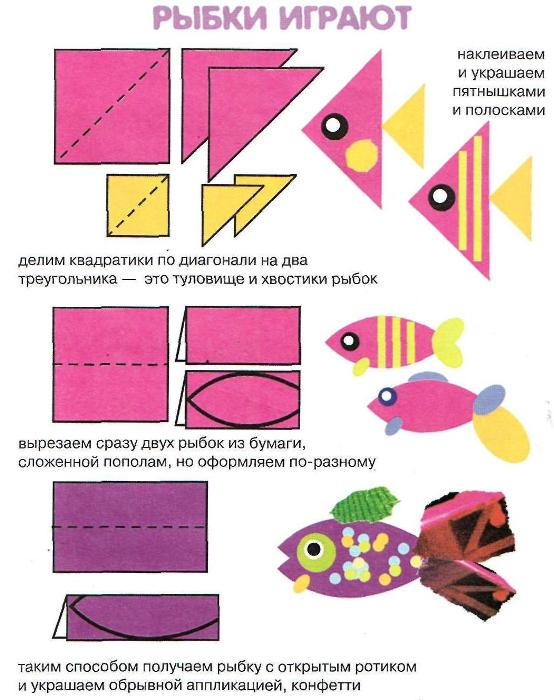 РЫБКИ ИГРАЮТ
наклеиваем
и украшаем
пятнышками
и полосками
делим квадратики по диагонали на два
треугольника — это туловище и хвостики рыбок
вырезаем сразу двух рыбок из бумаги,
сложенной пополам, но оформляем по-разному
таким способом получаем рыбку с открытым ротиком
и украшаем обрывной аппликацией, конфетти